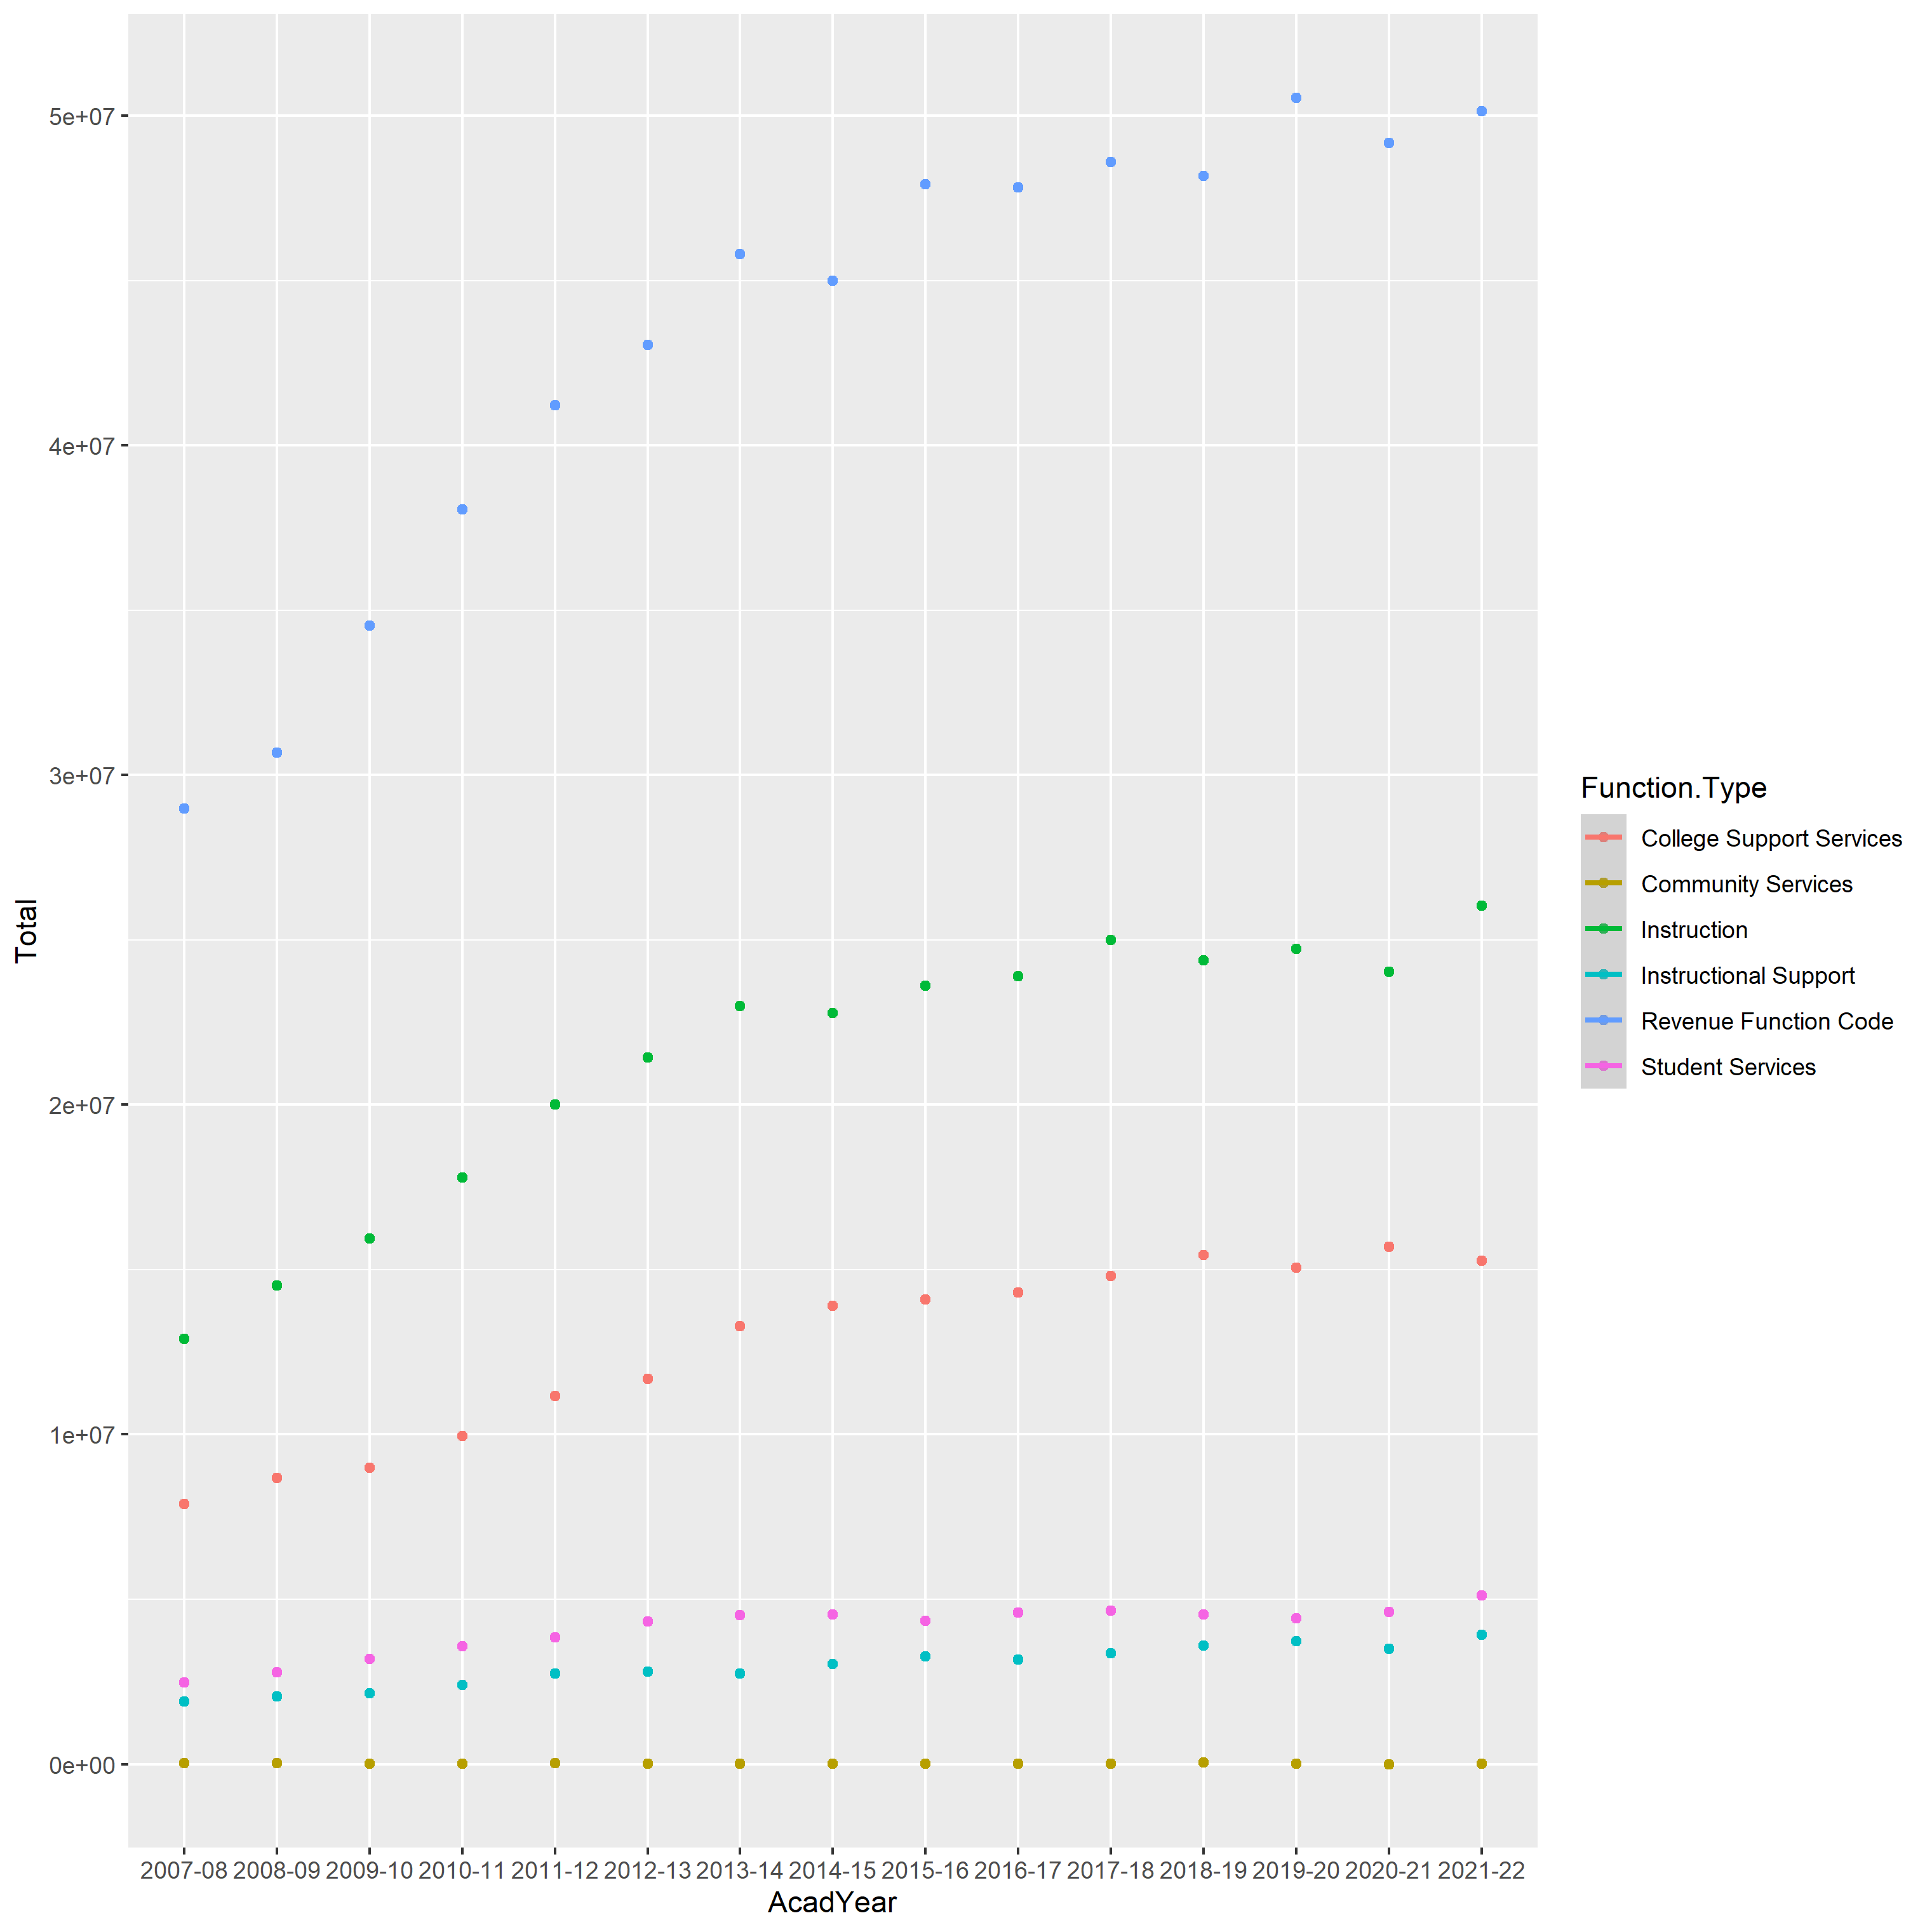 5e+07
4e+07
3e+07
2e+07
1e+07
0e+00
Total
2007-08 2008-09 2009-10 2010-11 2011-12 2012-13 2013-14 2014-15 2015-16 2016-17 2017-18 2018-19 2019-20 2020-21 2021-22
AcadYear
Function.Type
College Support Services
Community Services
Instruction
Instructional Support
Revenue Function Code
Student Services